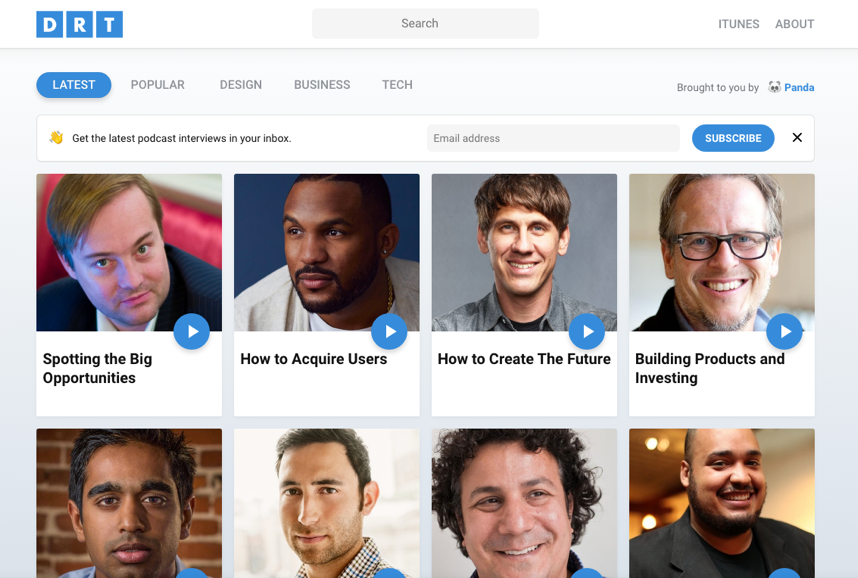 DRT
Search
ITUNES ABOUT
LATEST POPULAR DESIGN BUSINESS TECH
Brought to you by Panda
Get the latest podcast interviews in your inbox. Email address SUBSCRIBE
Spotting the Big
Opportunities
How to Acquire Users
How to Create The Future
Building Products and
Investing